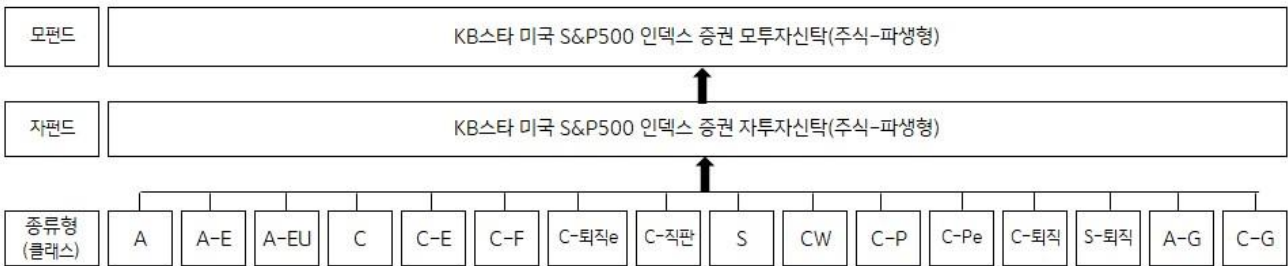 모펀드
KB스타 미국 S&P500 인덱스 증권 모투자신탁(주식-파생형)
자펀드
KB스타 미국 S&P500 인덱스 증권 자투자신탁(주식-파생형)
종류형
(클래스)
A
A-E
A-EU
C
C-E
C-F
C-퇴직e
C-직판
S
CW
C-P
C-Pe
C-퇴직
S-퇴직
A-G
C-G